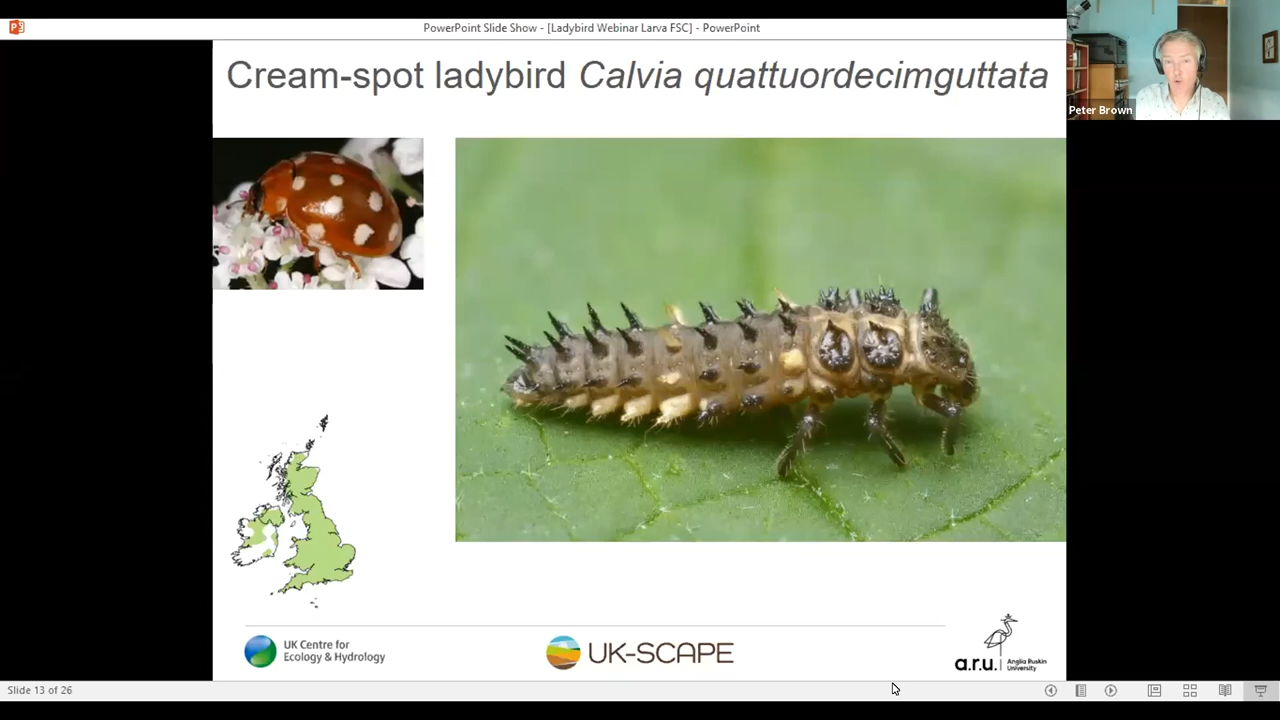 PowerPoint Slide Show - [Ladybird Webinar Larva FSC] - PowerPoint
Cream-spot ladybird Calvia quattuordecimguttata
Peter Brown
UK Centre for
Ecology & Hydrology
UK-SCAPE
a.r.u.
Anglia Ruskin
University
Slide 13 of 26